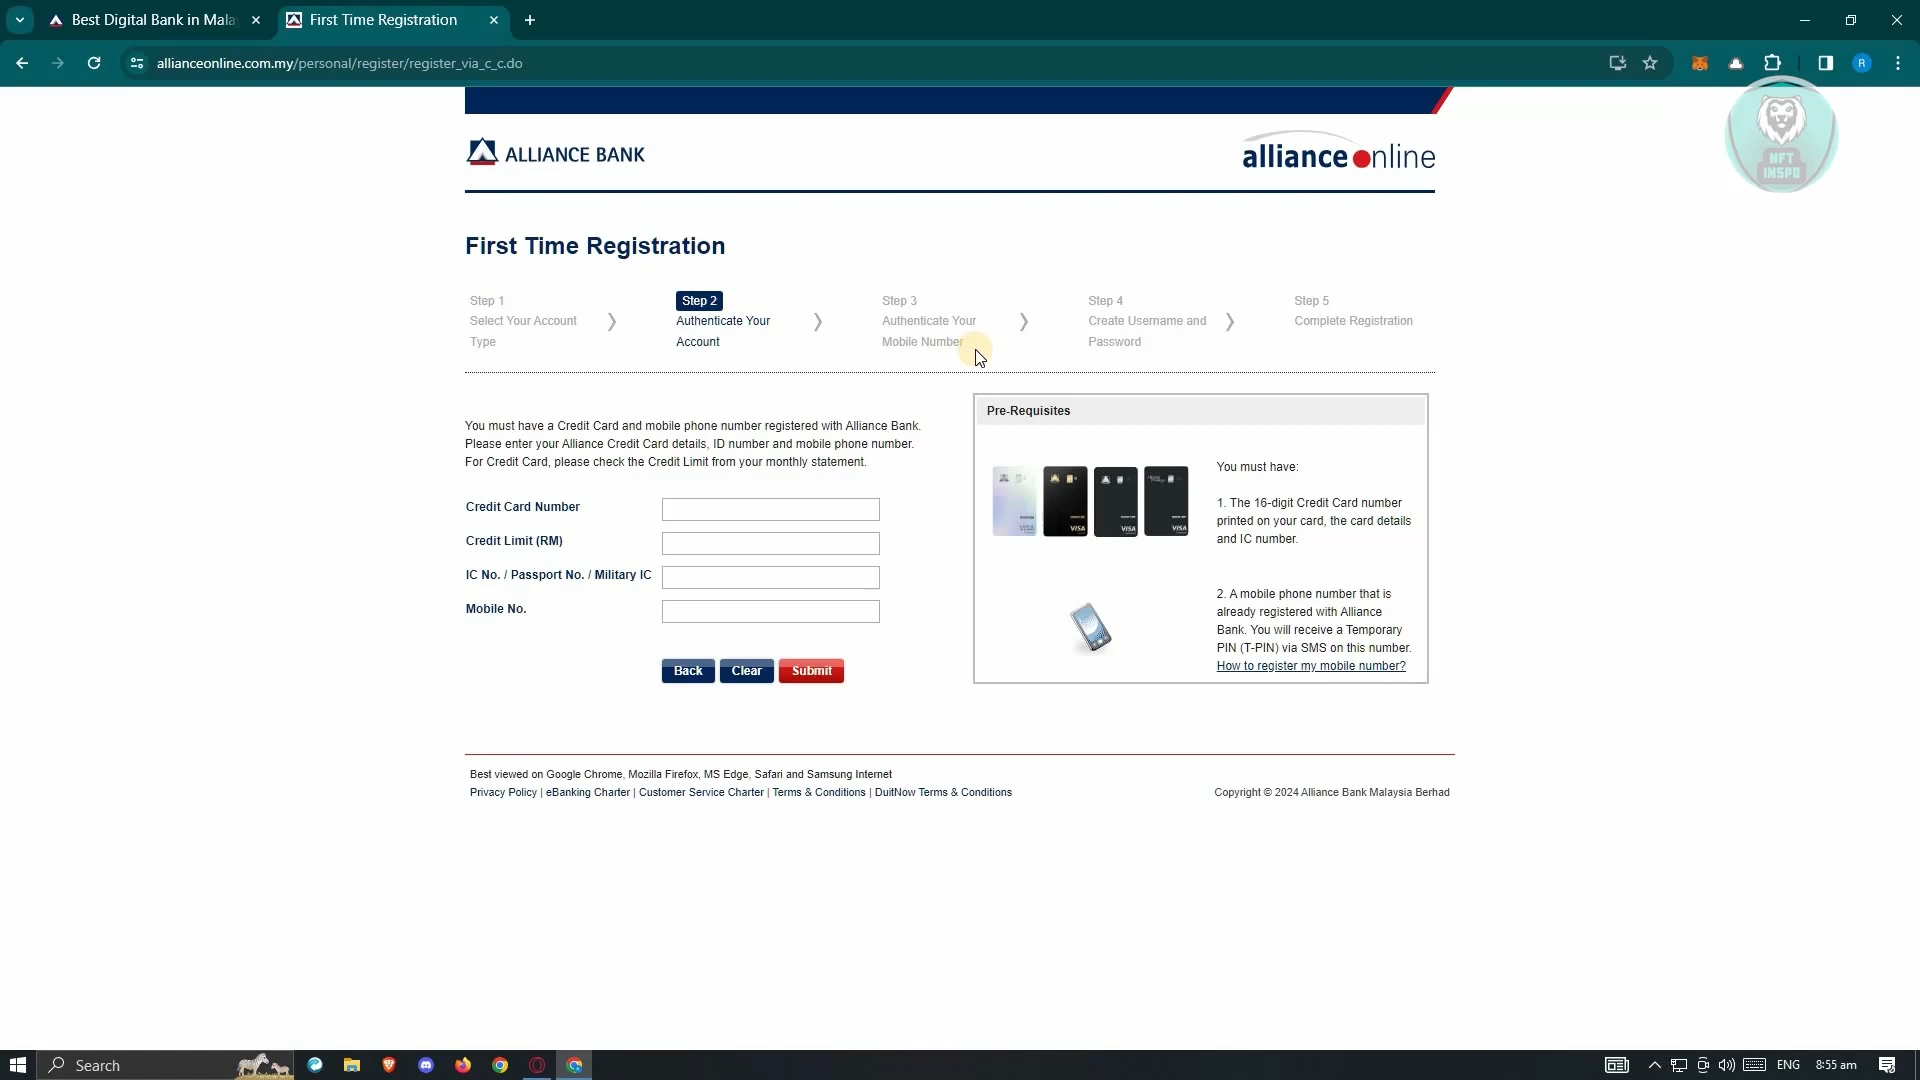 Best Digital Bank in Mala
First Time Registration
allianceonline.com.my/personal/register/register_via_c_c.do
R
NFT
INSPO
ALLIANCE BANK
alliance online
First Time Registration
Step 1
Select Your Account
Type
Step 2
Authenticate Your
Account
Step 3
Authenticate Your
Mobile Number
Step 4
Create Username and
Password
Step 5
Complete Registration
You must have a Credit Card and mobile phone number registered with Alliance Bank.
Please enter your Alliance Credit Card details, ID number and mobile phone number.
For Credit Card, please check the Credit Limit from your monthly statement.
Credit Card Number
Credit Limit (RM)
IC No. / Passport No. / Military IC
Mobile No.
Back
Clear
Submit
Pre-Requisites
VISA
VISA
VISA
You must have:
1. The 16-digit Credit Card number
printed on your card, the card details
and IC number.
2. A mobile phone number that is
already registered with Alliance
Bank. You will receive a Temporary
PIN (T-PIN) via SMS on this number.
How to register my mobile number?
Best viewed on Google Chrome, Mozilla Firefox, MS Edge, Safari and Samsung Internet
Privacy Policy | eBanking Charter | Customer Service Charter | Terms & Conditions | DuitNow Terms & Conditions
Copyright © 2024 Alliance Bank Malaysia Berhad
Search
ENG
8:55 am